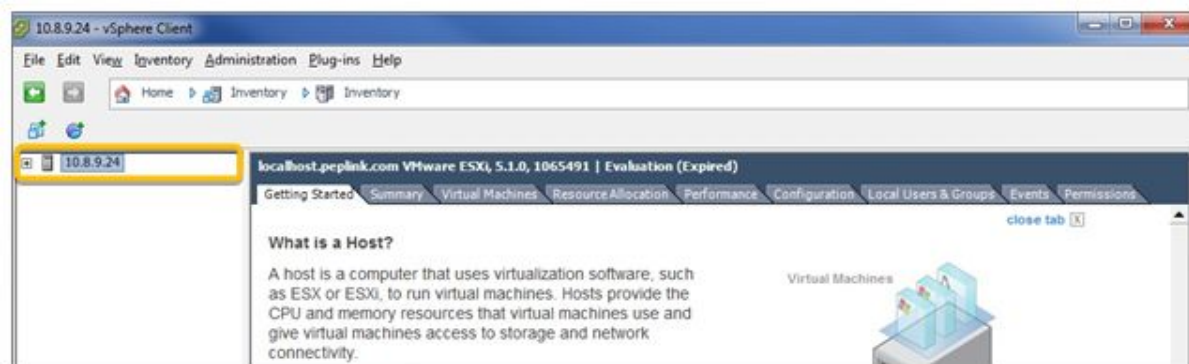 10.8.9.24 - vSphere Client
File Edit View Inventory Administration Plug-ins Help
Home Inventory Inventory
10.8.9.24
localhost.peplink.com VMware ESXi, 5.1.0, 1065491 | Evaluation (Expired)
Getting Started Summary Virtual Machines Resource Allocation Performance Configuration Local Users & Groups Events Permissions
close tab X
What is a Host?
A host is a computer that uses virtualization software, such
as ESX or ESXi, to run virtual machines. Hosts provide the
CPU and memory resources that virtual machines use and
give virtual machines access to storage and network
connectivity.
Virtual Machines